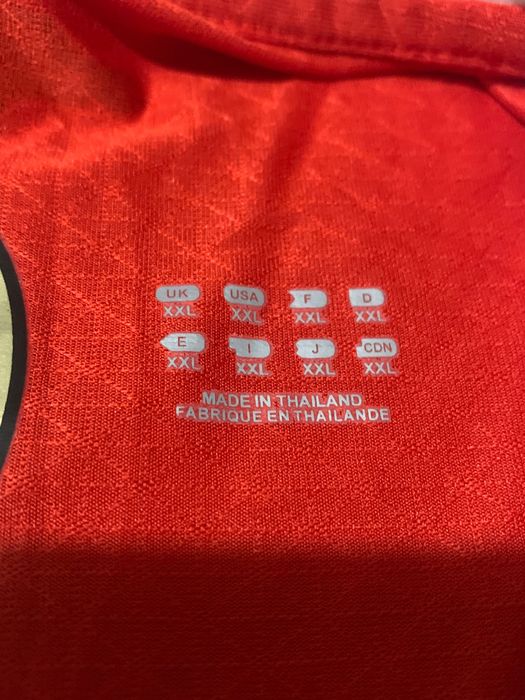 UK USA F D
XXL XXL XXL XXL
E I J CDN
XXL XXL XXL XXL
MADE IN THAILAND
FABRIQUE EN THAILANDE